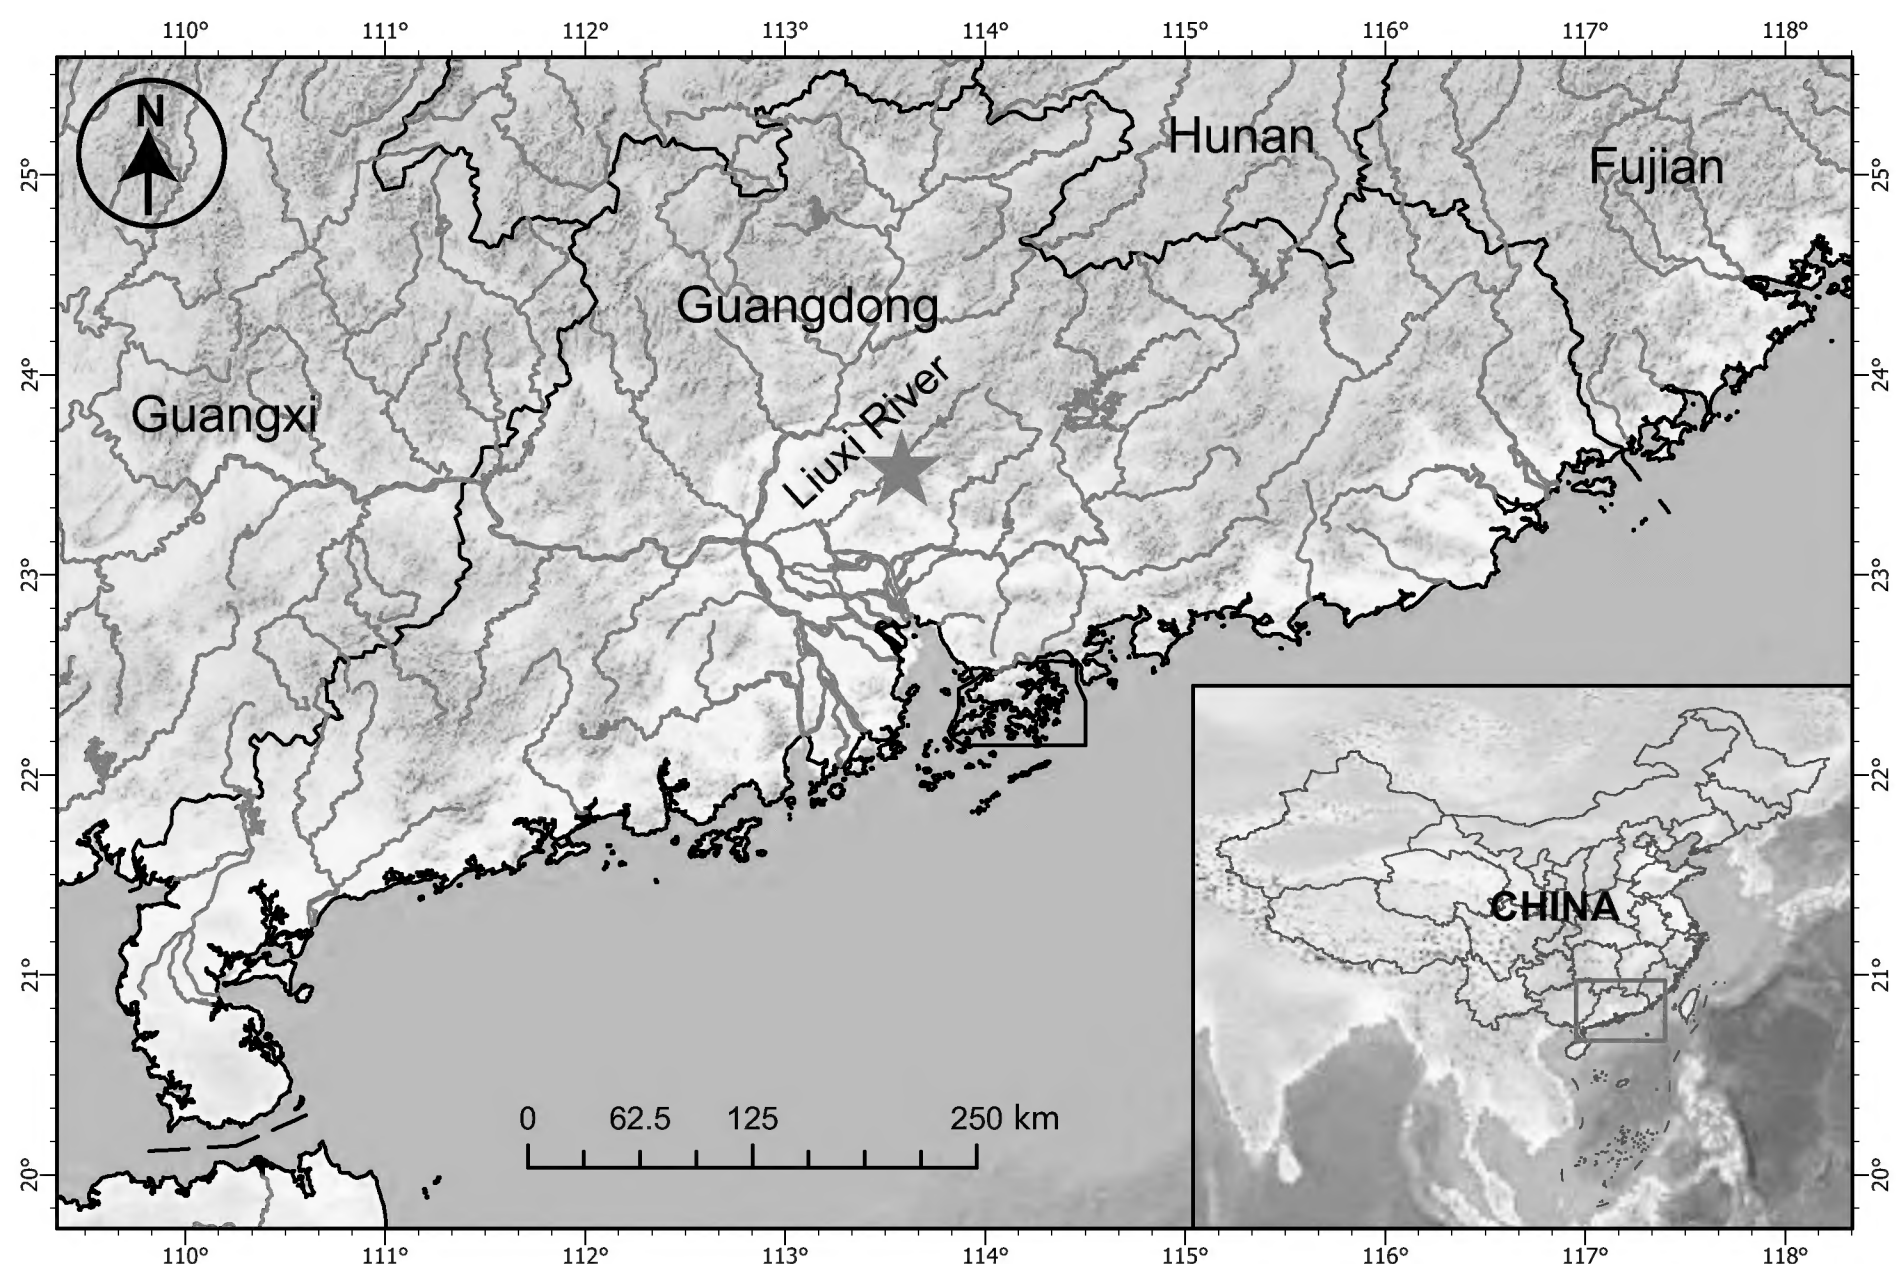 110° 111° 112° 113° 114° 115° 116° 117° 118°
N
Hunan
25° 25°
Fujian
Guangdong
24° 24°
Liuxi River
Guangxi
23° 23°
22° 22°
CHINA
21° 21°
0 62.5 125 250 km
20° 20°
110° 111° 112° 113° 114° 115° 116° 117° 118°